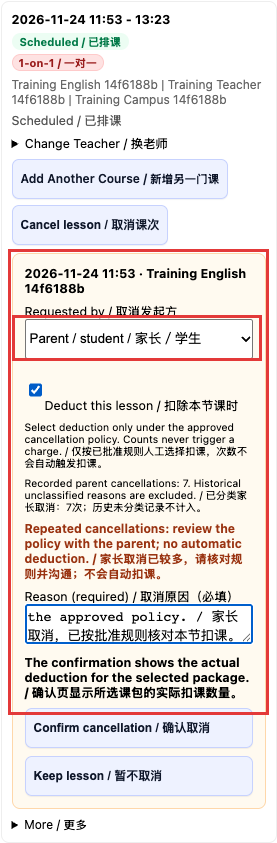 2026-11-24 11:53 - 13:23
Scheduled / 已排课
1-on-1 / 一对一
Training English 14f6188b | Training Teacher
14f6188b | Training Campus 14f6188b
Scheduled / 已排课
▶ Change Teacher / 换老师
Add Another Course / 新增另一门课
Cancel lesson / 取消课次
2026-11-24 11:53 · Training English
14f6188b
Requested by / 取消发起方
Parent / student / 家长 / 学生
Deduct this lesson / 扣除本节课时
Select deduction only under the approved
cancellation policy. Counts never trigger a
charge. / 仅按已批准规则人工选择扣课，次数不
会自动触发扣课。
Recorded parent cancellations: 7. Historical
unclassified reasons are excluded. / 已分类家
长取消：7次；历史未分类记录不计入。
Repeated cancellations: review the
policy with the parent; no automatic
deduction. / 家长取消已较多，请核对规
则并沟通；不会自动扣课。
Reason (required) / 取消原因（必填）
the approved policy. / 家长
取消，已按批准规则核对本节扣课。
The confirmation shows the actual
deduction for the selected package.
/ 确认页显示所选课包的实际扣课数量。
Confirm cancellation / 确认取消
Keep lesson / 暂不取消
▶ More / 更多